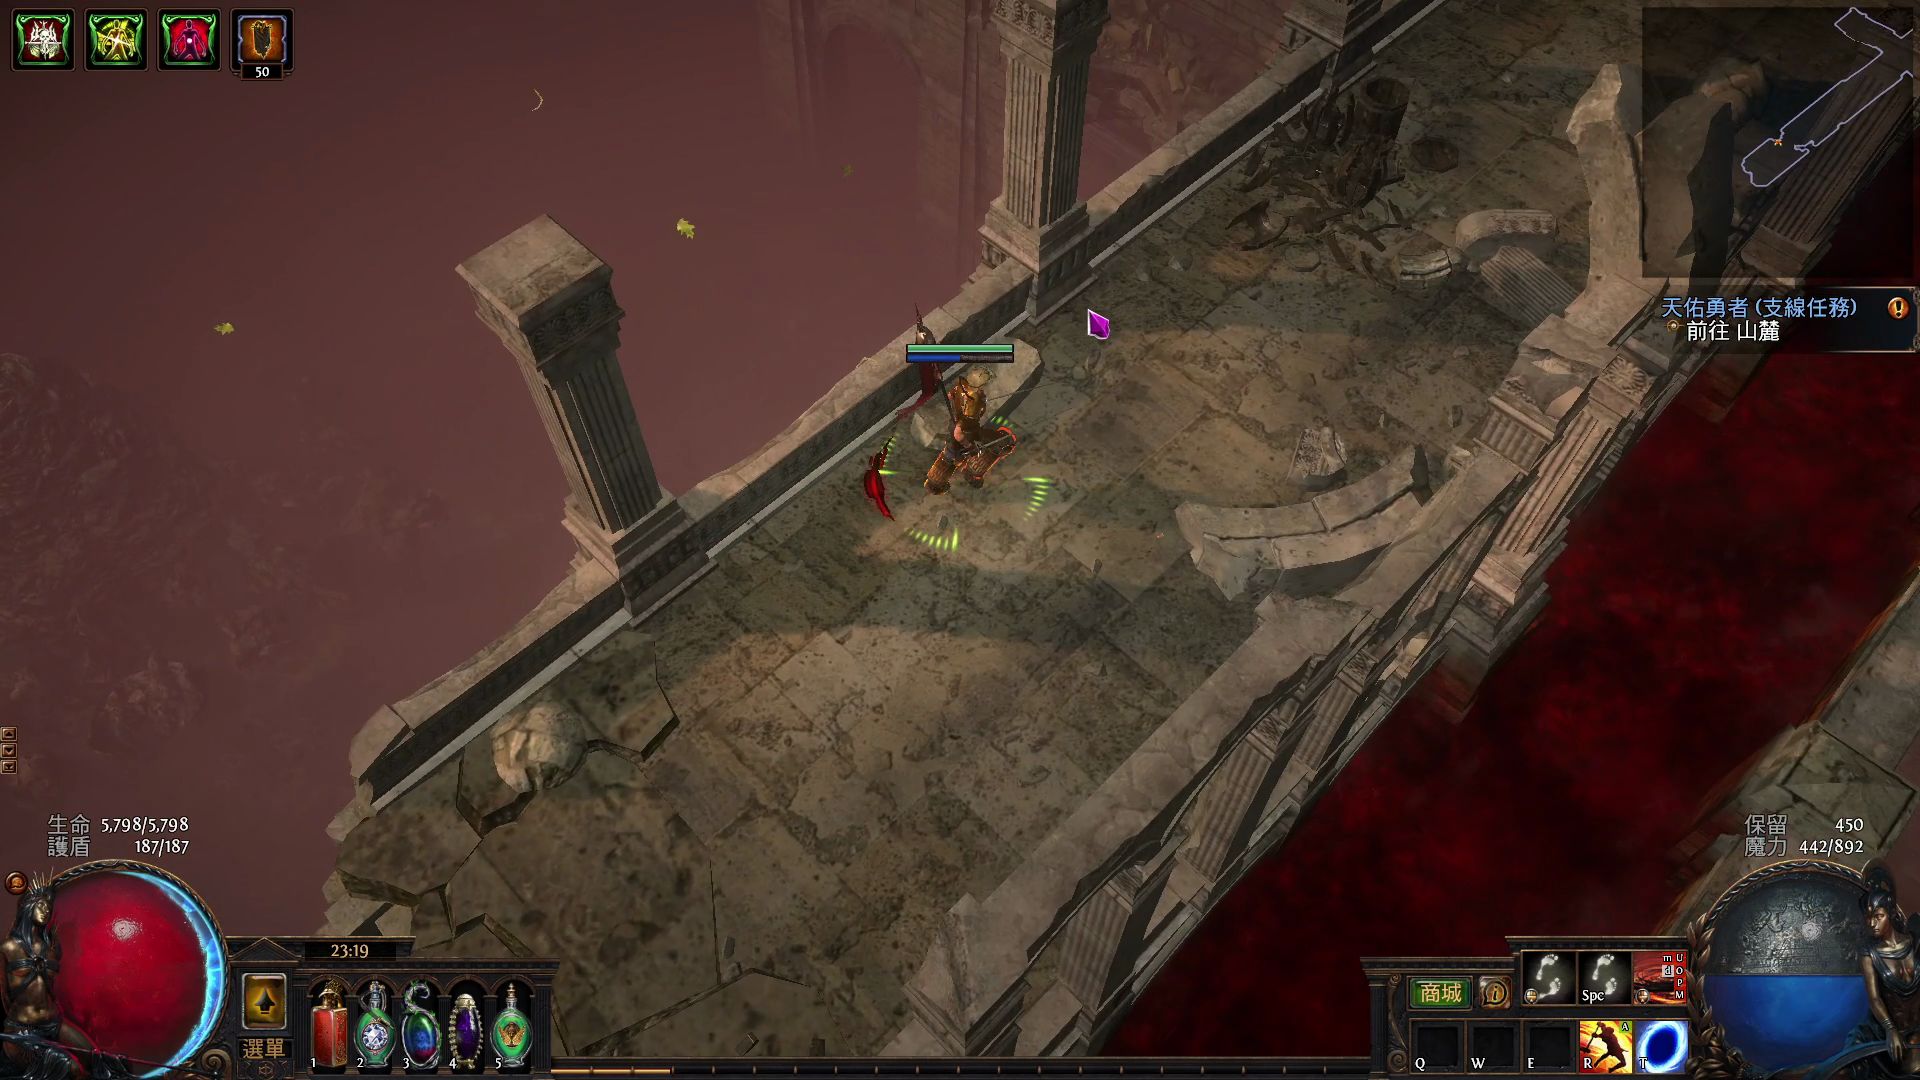 50
天佑勇者 (支線任務)
前往 山麓
生命 5,798/5,798
護盾 187/187
保留 450
魔力 442/892
23:19
選單
1
2
3
4
5
商城
Spc
m U
d O
P
M
Q
W
E
R
A
T